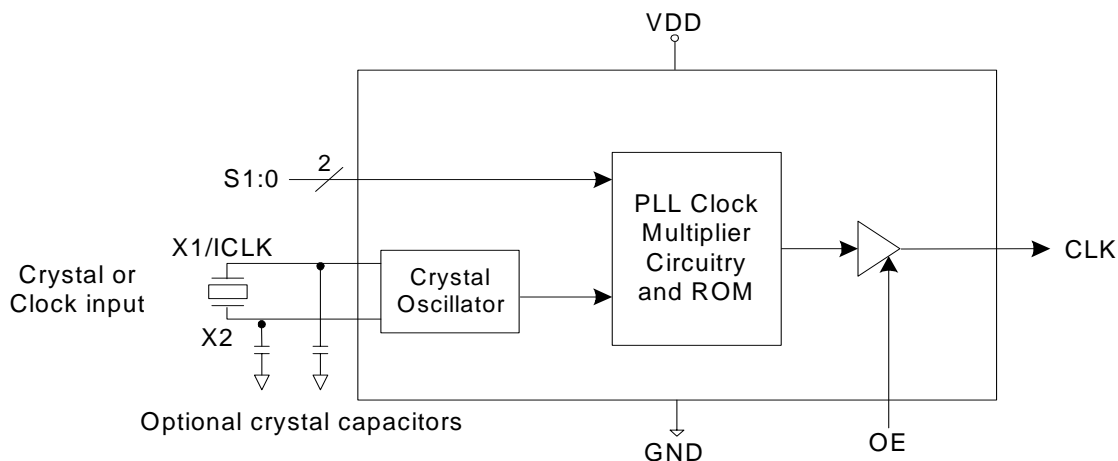 VDD
2
S1:0
PLL Clock
Multiplier
Circuitry
and ROM
X1/ICLK
CLK
Crystal or
Clock input
Crystal
Oscillator
X2
Optional crystal capacitors
GND
OE